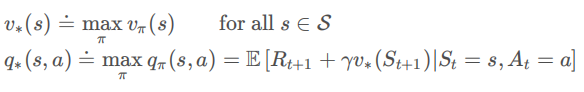 v_*(s) ≐ max_π v_π(s) for all s ∈ 𝒮
q_*(s, a) ≐ max_π q_π(s, a) = 𝔼 [R_{t+1} + γv_*(S_{t+1})|S_t = s, A_t = a]